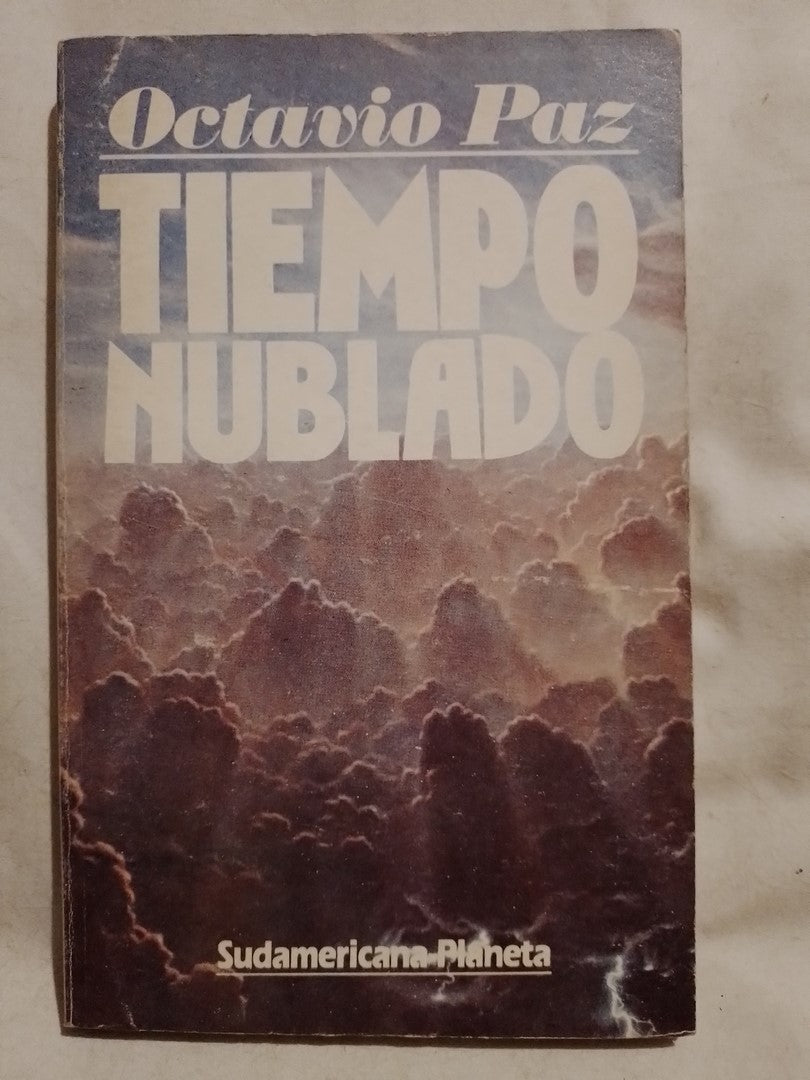 Octavio Paz
TIEMPO
NUBLADO
Sudamericana-Planeta